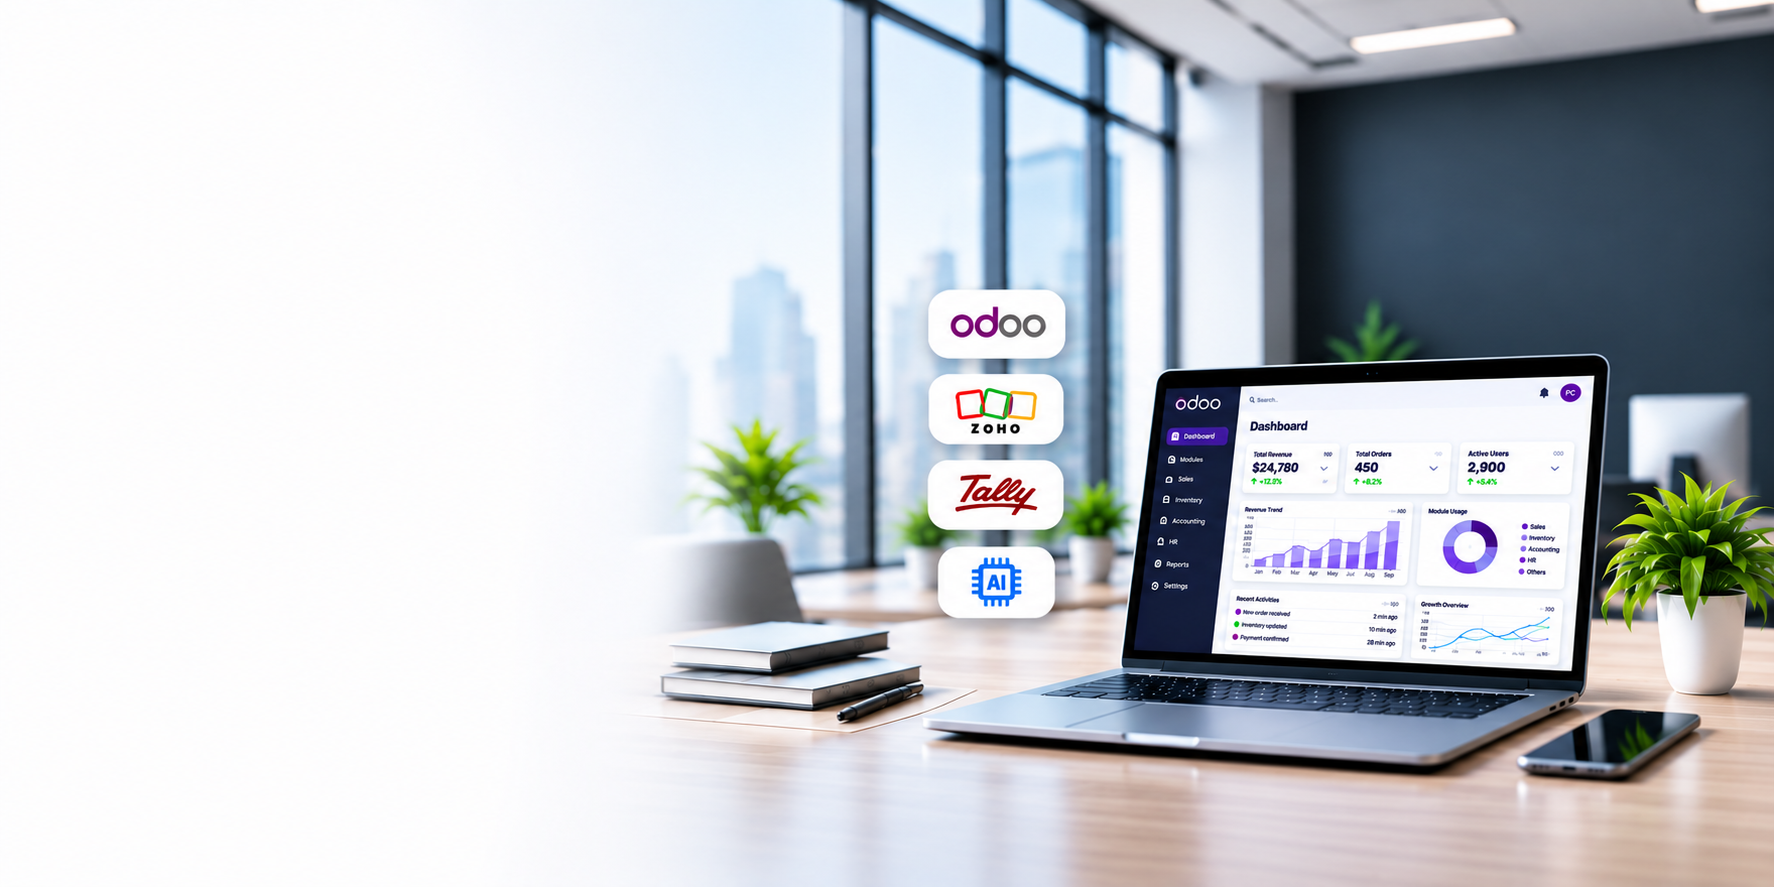 odoo
ZOHO
Tally
AI
odoo
Search..
PC
Dashboard
Dashboard
Modules
Sales
Inventory
Accounting
HR
Reports
Settings
Total Revenue
$24,780
Total Orders
450
+8.2%
Active Users
2,900
+5.4%
Revenue Trend
Jan Feb Mar Apr May Jul Aug Sep
Module Usage
Sales
Inventory
Accounting
HR
Others
Recent Activities
New order received 2 min ago
Inventory updated 10 min ago
Payment confirmed 28 min ago
Growth Overview